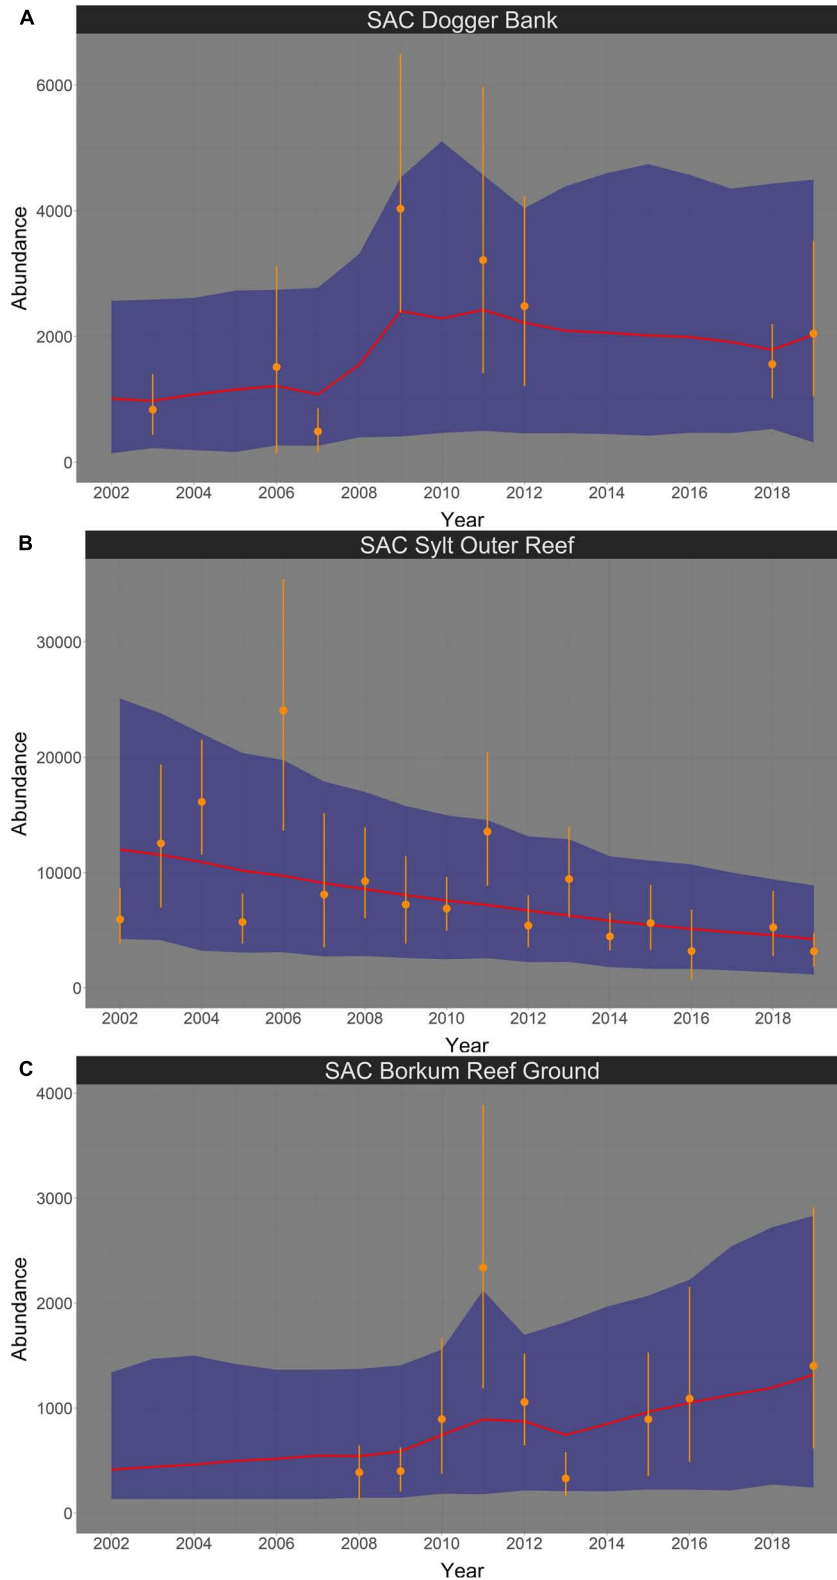 A
SAC Dogger Bank
Abundance
6000
4000
2000
0
2002 2004 2006 2008 2010 2012 2014 2016 2018
Year
B
SAC Sylt Outer Reef
Abundance
30000
20000
10000
0
2002 2004 2006 2008 2010 2012 2014 2016 2018
Year
C
SAC Borkum Reef Ground
Abundance
4000
3000
2000
1000
0
2002 2004 2006 2008 2010 2012 2014 2016 2018
Year